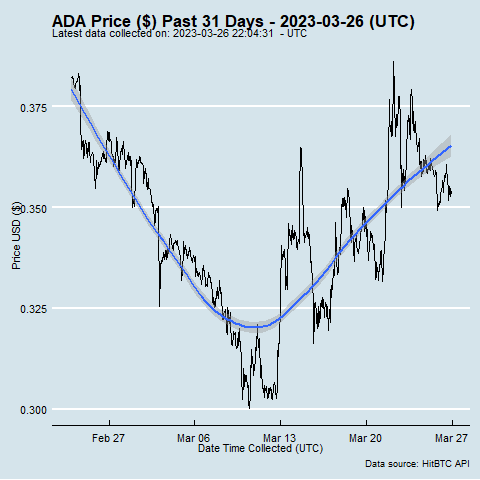 ADA Price ($) Past 31 Days - 2023-03-26 (UTC)
Latest data collected on: 2023-03-26 22:04:31 - UTC
0.375
0.350
0.325
0.300
Price USD ($)
Feb 27
Mar 06
Mar 13
Mar 20
Mar 27
Date Time Collected (UTC)
Data source: HitBTC API